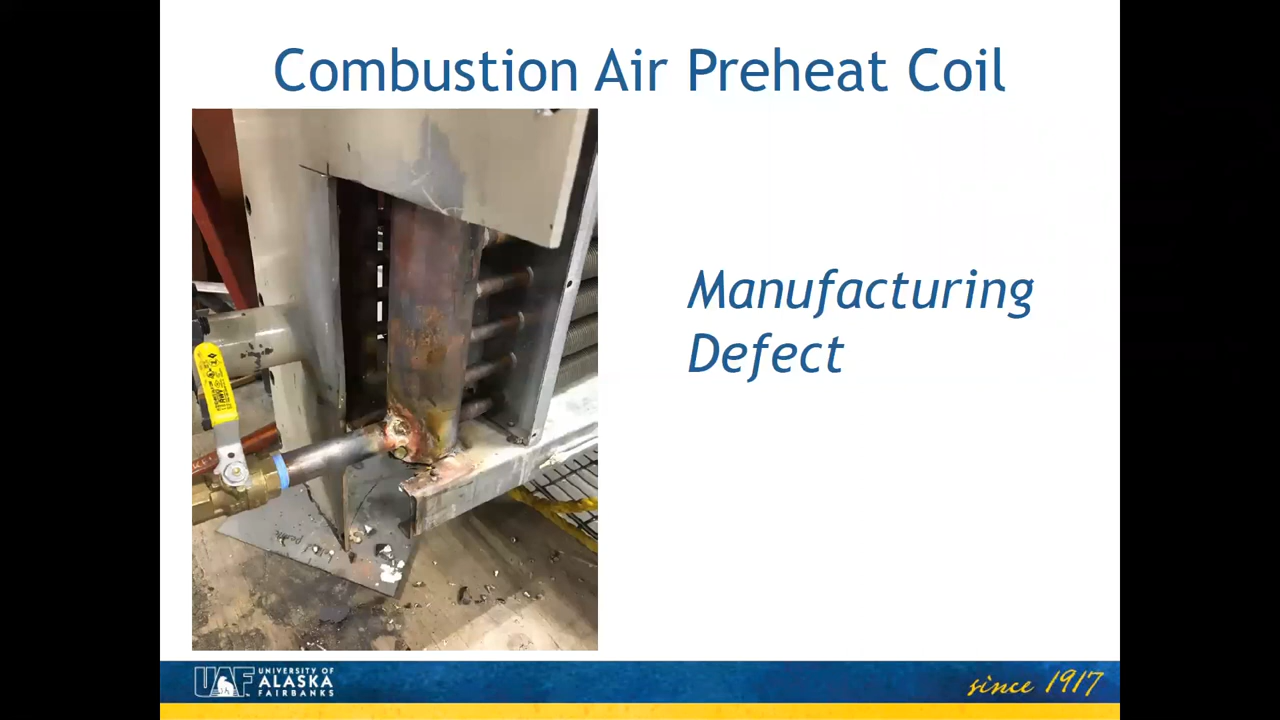 Combustion Air Preheat Coil
Manufacturing
Defect
UAF
UNIVERSITY OF
ALASKA
FAIRBANKS
since 1917